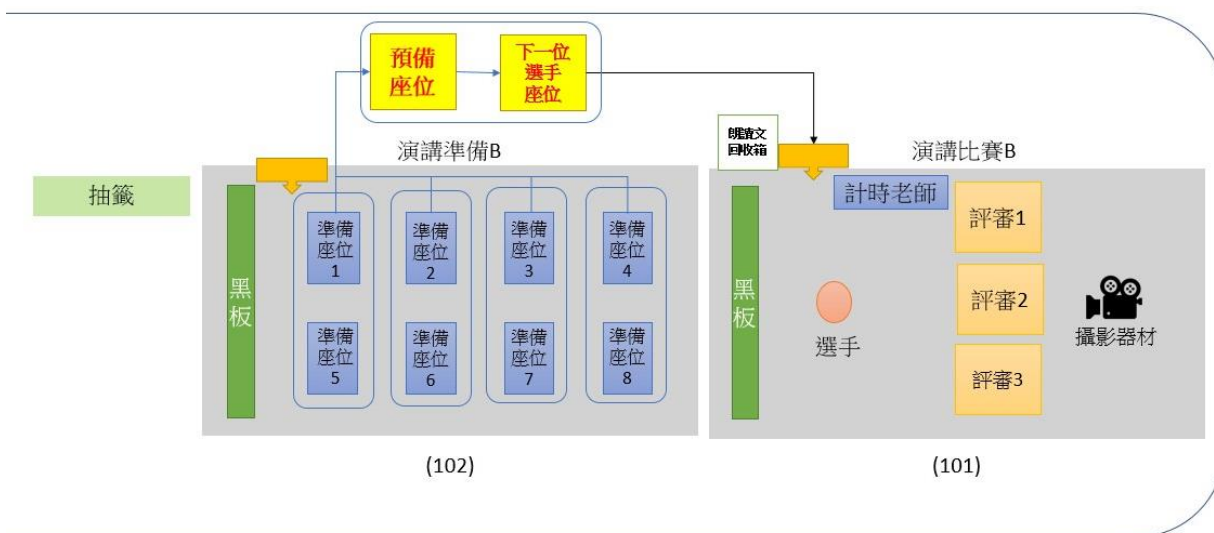 預備
座位
下一位
選手
座位
朗讀文
回收箱
演講準備B
演講比賽B
抽籤
計時老師
黑板
準備
座位
1
準備
座位
2
準備
座位
3
準備
座位
4
準備
座位
5
準備
座位
6
準備
座位
7
準備
座位
8
黑板
選手
評審1
評審2
評審3
攝影器材
(102)
(101)